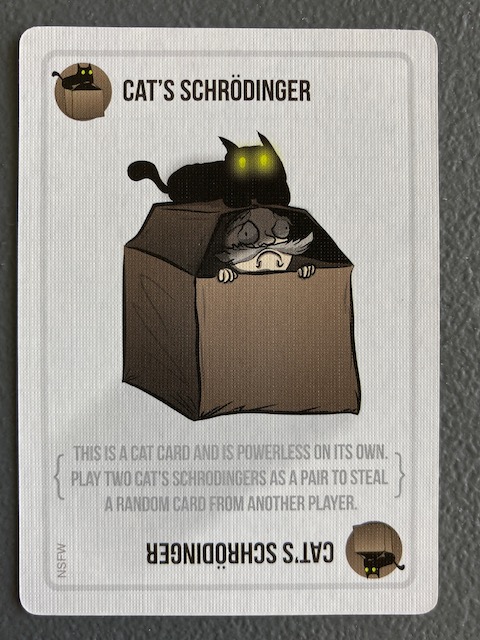 CAT'S SCHRÖDINGER
THIS IS A CAT CARD AND IS POWERLESS ON ITS OWN.
PLAY TWO CAT'S SCHRODINGERS AS A PAIR TO STEAL
A RANDOM CARD FROM ANOTHER PLAYER.
NSFW
CAT'S SCHRÖDINGER